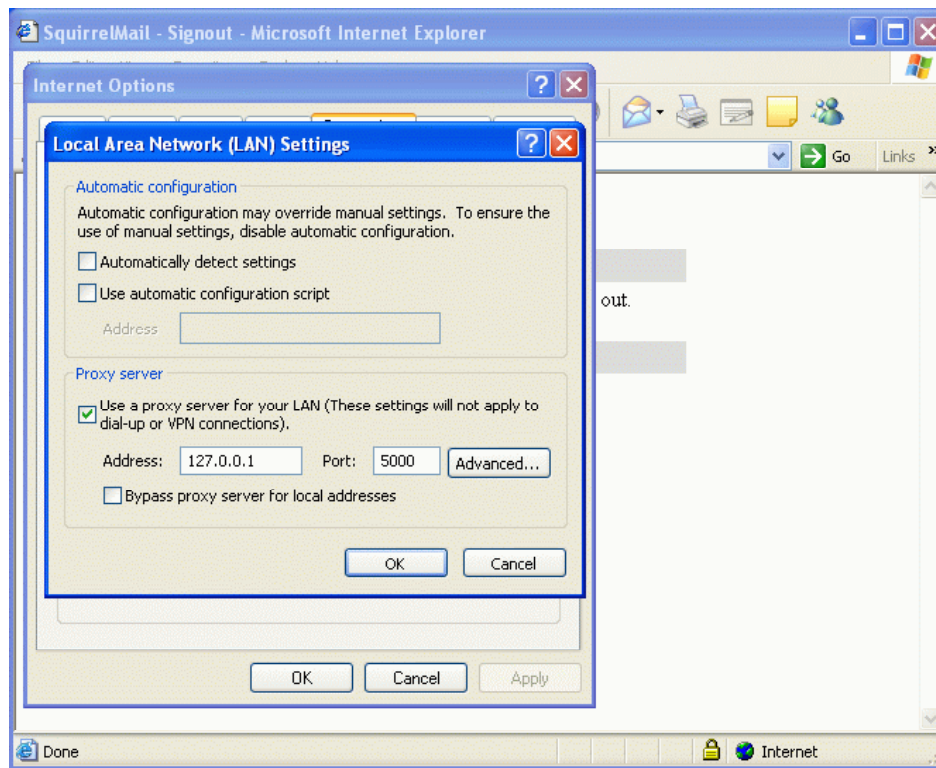 SquirrelMail - Signout - Microsoft Internet Explorer
Internet Options
Local Area Network (LAN) Settings
Go
Links
Automatic configuration
Automatic configuration may override manual settings. To ensure the
use of manual settings, disable automatic configuration.
Automatically detect settings
Use automatic configuration script
Address
out.
Proxy server
Use a proxy server for your LAN (These settings will not apply to
dial-up or VPN connections).
Address: 127.0.0.1 Port: 5000 Advanced...
Bypass proxy server for local addresses
OK Cancel
OK Cancel Apply
Done
Internet